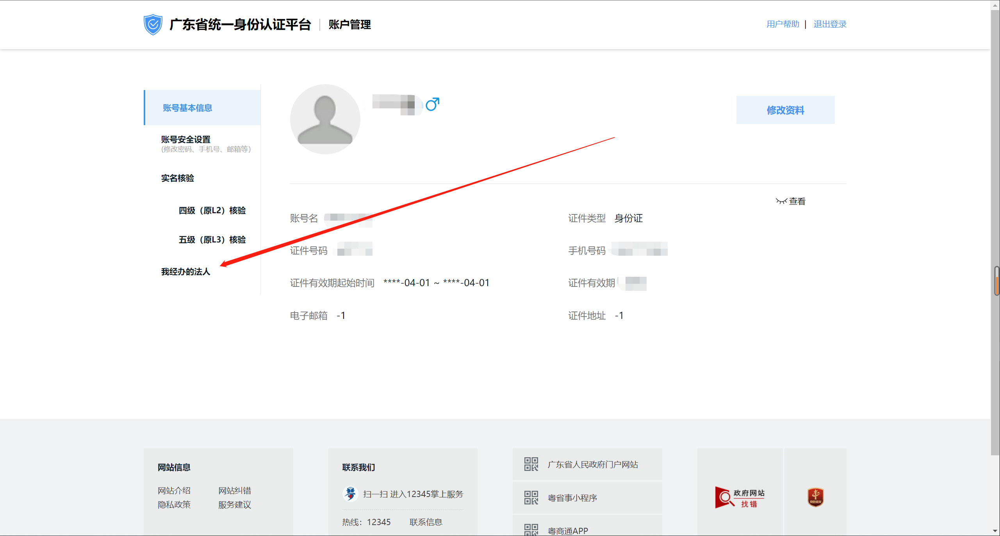 广东省统一身份认证平台 | 账户管理
用户帮助 | 退出登录
账号基本信息
账号安全设置
(修改密码、手机号、邮箱等)
实名核验
四级（原L2）核验
五级（原L3）核验
我经办的法人
修改资料
查看
账号名
证件类型 身份证
证件号码
手机号码
证件有效期起始时间 ****-04-01 ~ ****-04-01
证件有效期
电子邮箱 -1
证件地址 -1
网站信息
网站介绍 网站纠错
隐私政策 服务建议
联系我们
扫一扫 进入12345掌上服务
热线：12345 联系信息
广东省人民政府门户网站
粤省事小程序
粤商通APP
政府网站
找错
党政机关